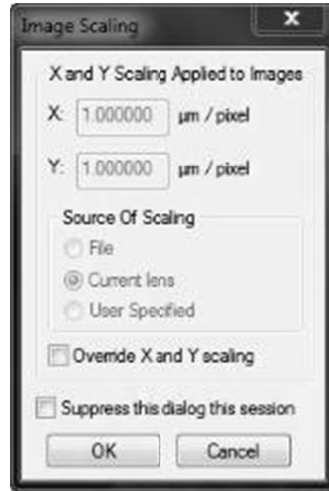 Image Scaling
X and Y Scaling Applied to Images
X: 1.000000 µm / pixel
Y: 1.000000 µm / pixel
Source Of Scaling
File
Current lens
User Specified
Override X and Y scaling
Suppress this dialog this session
OK Cancel